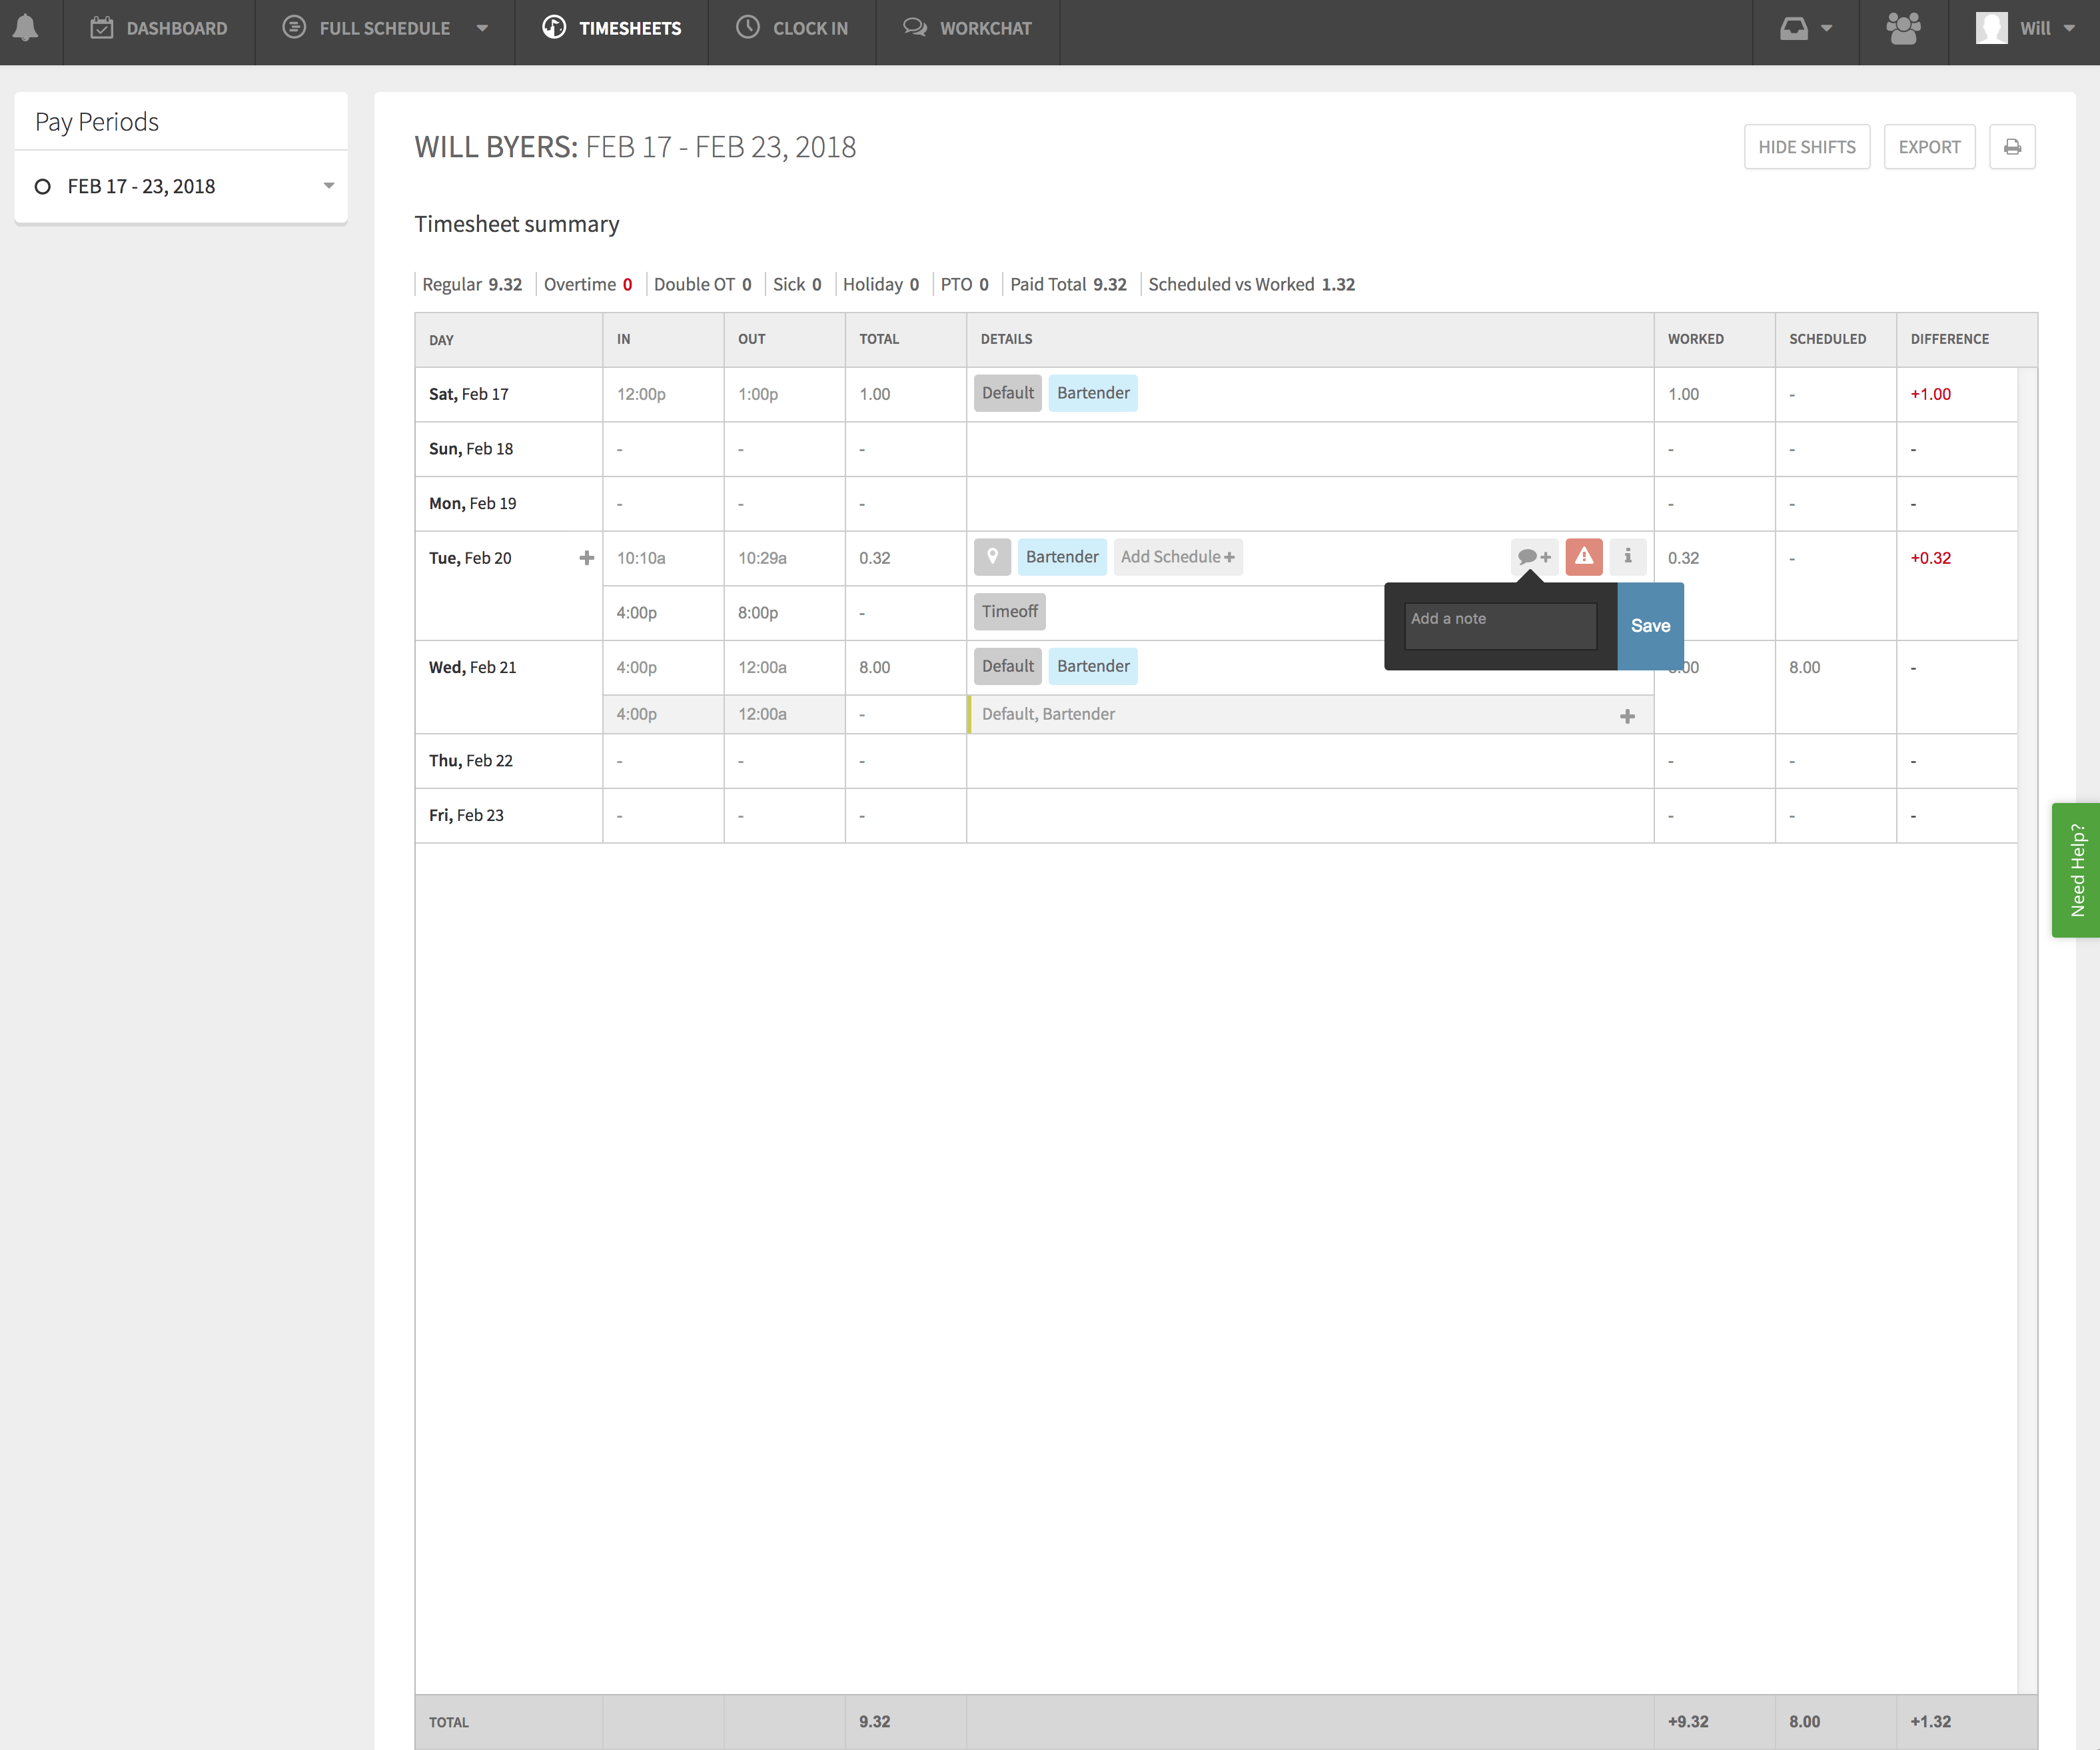 DASHBOARD FULL SCHEDULE TIMESHEETS CLOCK IN WORKCHAT Will
Pay Periods
FEB 17 - 23, 2018
WILL BYERS: FEB 17 - FEB 23, 2018 HIDE SHIFTS EXPORT
Timesheet summary
Regular 9.32 Overtime 0 Double OT 0 Sick 0 Holiday 0 PTO 0 Paid Total 9.32 Scheduled vs Worked 1.32
DAY IN OUT TOTAL DETAILS WORKED SCHEDULED DIFFERENCE
Sat, Feb 17 12:00p 1:00p 1.00 Default Bartender 1.00 - +1.00
Sun, Feb 18 - - - - - -
Mon, Feb 19 - - - - - -
Tue, Feb 20 + 10:10a 10:29a 0.32 Bartender Add Schedule + + i 0.32 - +0.32
4:00p 8:00p - Timeoff
Add a note Save
Wed, Feb 21 4:00p 12:00a 8.00 Default Bartender .00 8.00 -
4:00p 12:00a - Default, Bartender +
Thu, Feb 22 - - - - - -
Fri, Feb 23 - - - - - -
Need Help?
TOTAL 9.32 +9.32 8.00 +1.32